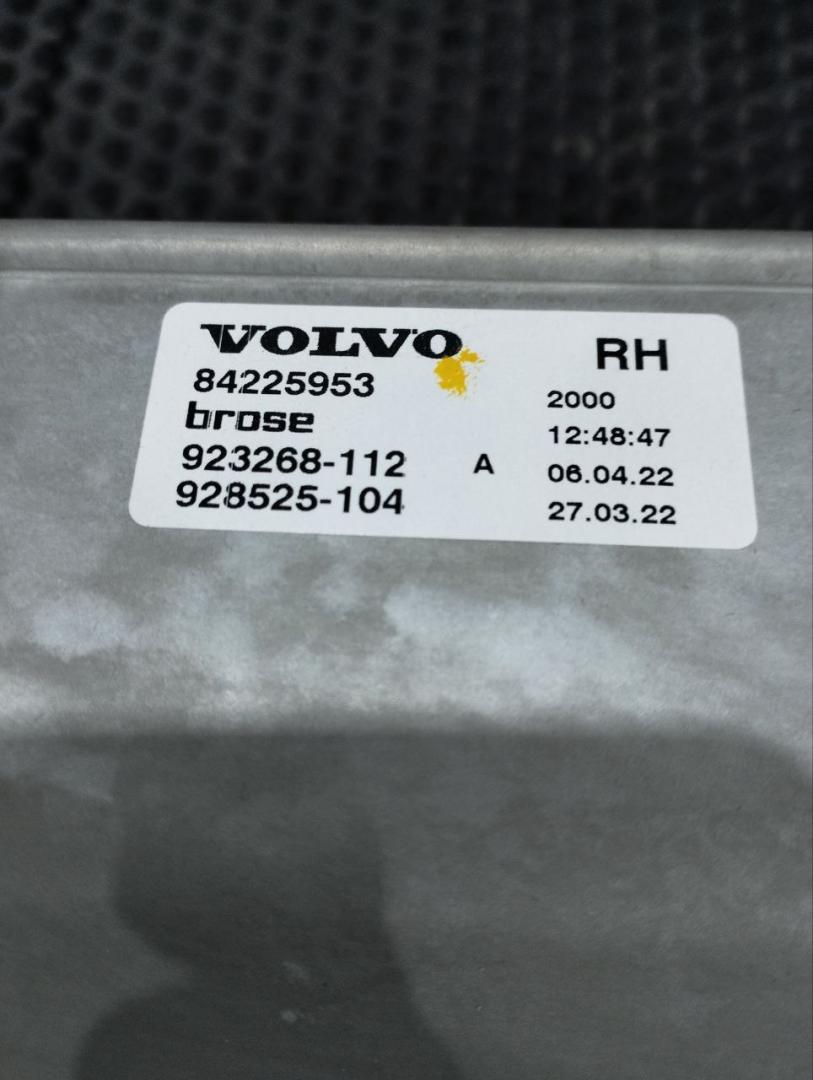 VOLVO RH
84225953 2000
brose 12:48:47
923268-112 A 06.04.22
928525-104 27.03.22